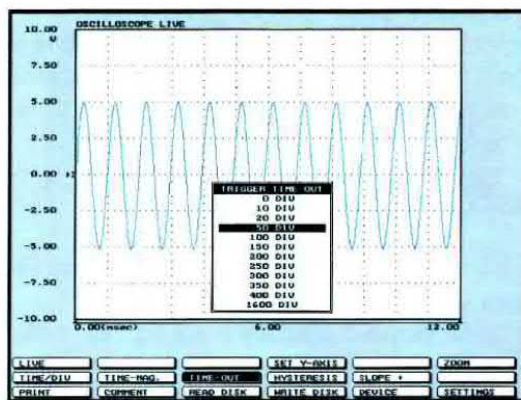 OSCILLOSCOPE LIVE
10.00
V
7.50
5.00
2.50
0.00
-2.50
-5.00
-7.50
-10.00
TRIGGER TIME OUT
0 DIV
10 DIV
20 DIV
50 DIV
100 DIV
150 DIV
200 DIV
250 DIV
300 DIV
350 DIV
400 DIV
1600 DIV
0.00(msec) 6.00 12.00
LIVE SET Y-AXIS ZOOM
TIME/DIV TIME-MAG. TIME-OUT HYSTERESIS SLOPE +
PRINT COMMENT READ DISK WRITE DISK DEVICE SETTINGS